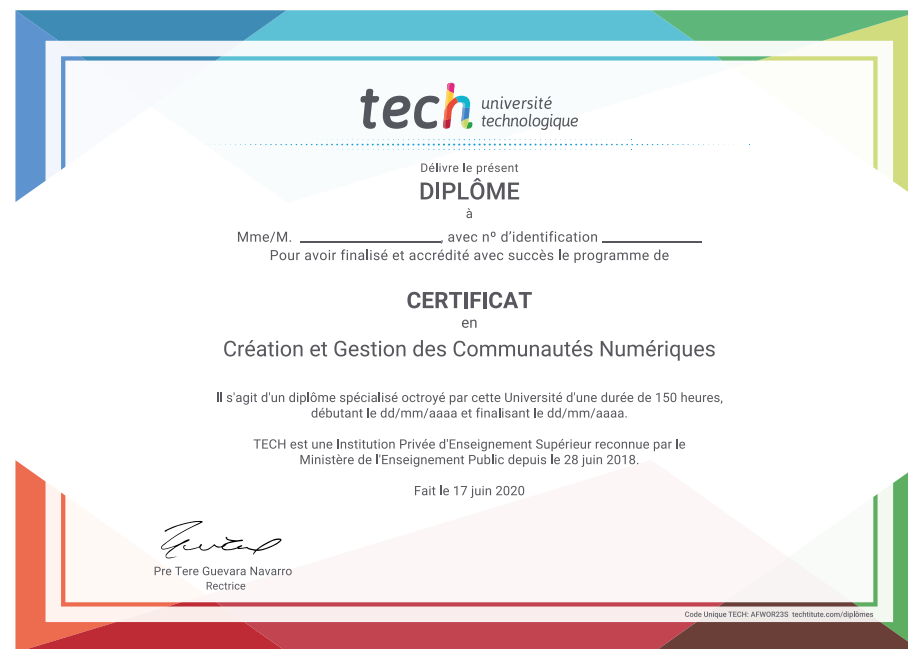 tech université
technologique
Délivre le présent
DIPLÔME
à
Mme/M. ____________________, avec nº d'identification ______________
Pour avoir finalisé et accrédité avec succès le programme de
CERTIFICAT
en
Création et Gestion des Communautés Numériques
Il s'agit d'un diplôme spécialisé octroyé par cette Université d'une durée de 150 heures,
débutant le dd/mm/aaaa et finalisant le dd/mm/aaaa.
TECH est une Institution Privée d'Enseignement Supérieur reconnue par le
Ministère de l'Enseignement Public depuis le 28 juin 2018.
Fait le 17 juin 2020
Pre Tere Guevara Navarro
Rectrice
Code Unique TECH: AFWOR23S techtitute.com/diplômes